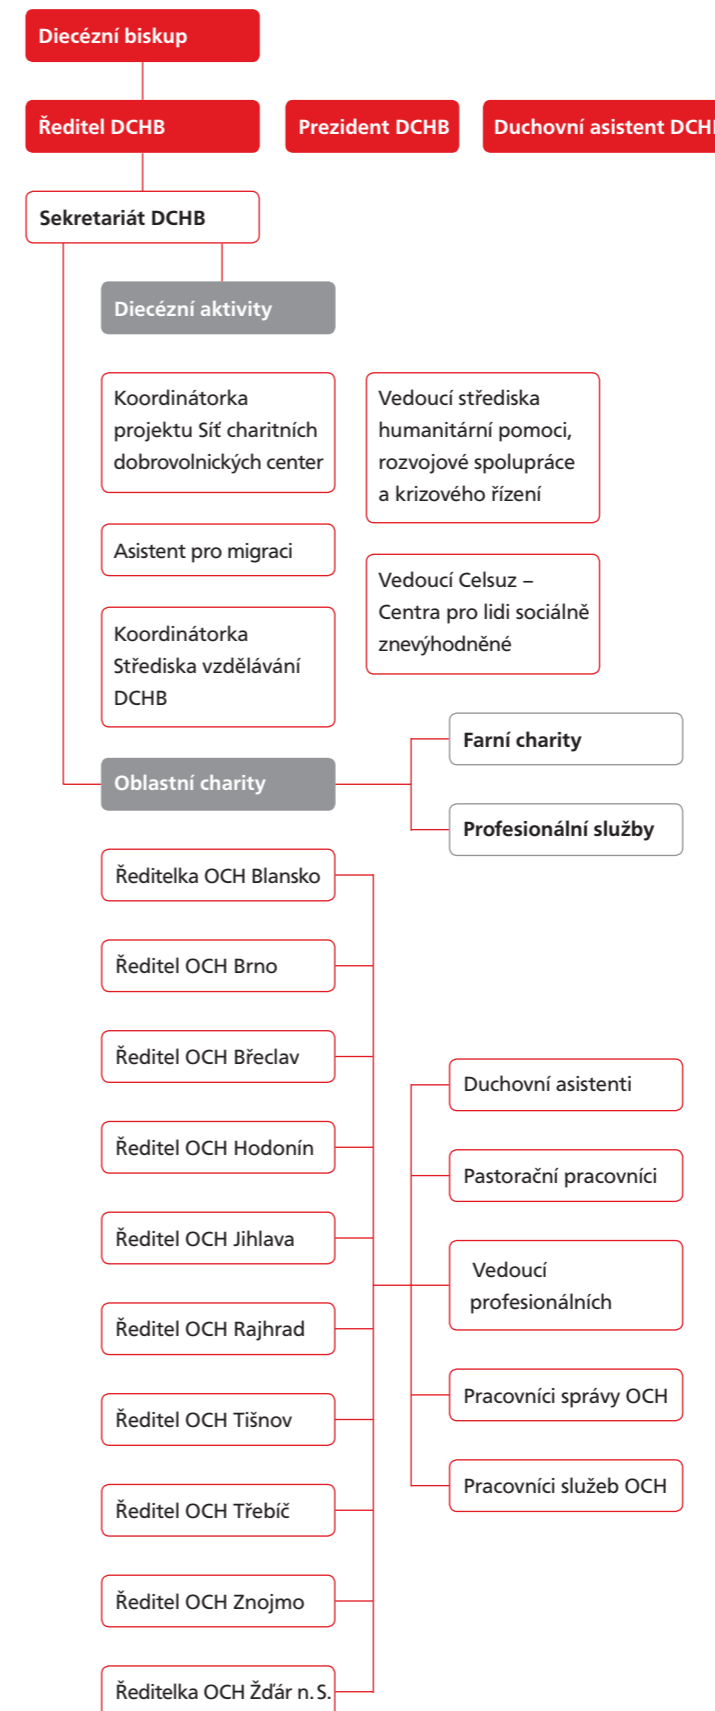 Diecézní biskup
Ředitel DCHB
Prezident DCHB
Duchovní asistent DCH
Sekretariát DCHB
Diecézní aktivity
Koordinátorka
projektu Síť charitních
dobrovolnických center
Vedoucí střediska
humanitární pomoci,
rozvojové spolupráce
a krizového řízení
Asistent pro migraci
Vedoucí Celsuz –
Centra pro lidi sociálně
znevýhodněné
Koordinátorka
Střediska vzdělávání
DCHB
Farní charity
Oblastní charity
Profesionální služby
Ředitelka OCH Blansko
Ředitel OCH Brno
Ředitel OCH Břeclav
Duchovní asistenti
Ředitel OCH Hodonín
Pastorační pracovníci
Ředitel OCH Jihlava
Vedoucí
profesionálních
Ředitel OCH Rajhrad
Pracovníci správy OCH
Ředitel OCH Tišnov
Pracovníci služeb OCH
Ředitel OCH Třebíč
Ředitel OCH Znojmo
Ředitelka OCH Žďár n. S.